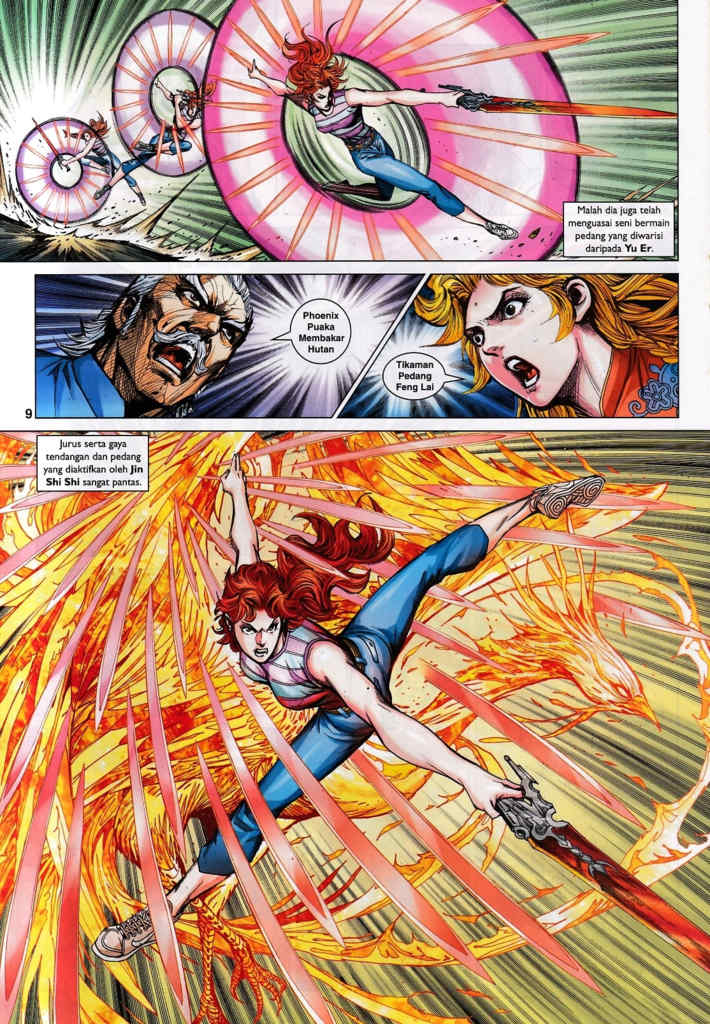 Malah dia juga telah
menguasai seni bermain
pedang yang diwarisi
daripada Yu Er.
Phoenix
Puaka
Membakar
Hutan
Tikaman
Pedang
Feng Lai
9
Jurus serta gaya
tendangan dan pedang
yang diaktifkan oleh Jin
Shi Shi sangat pantas.